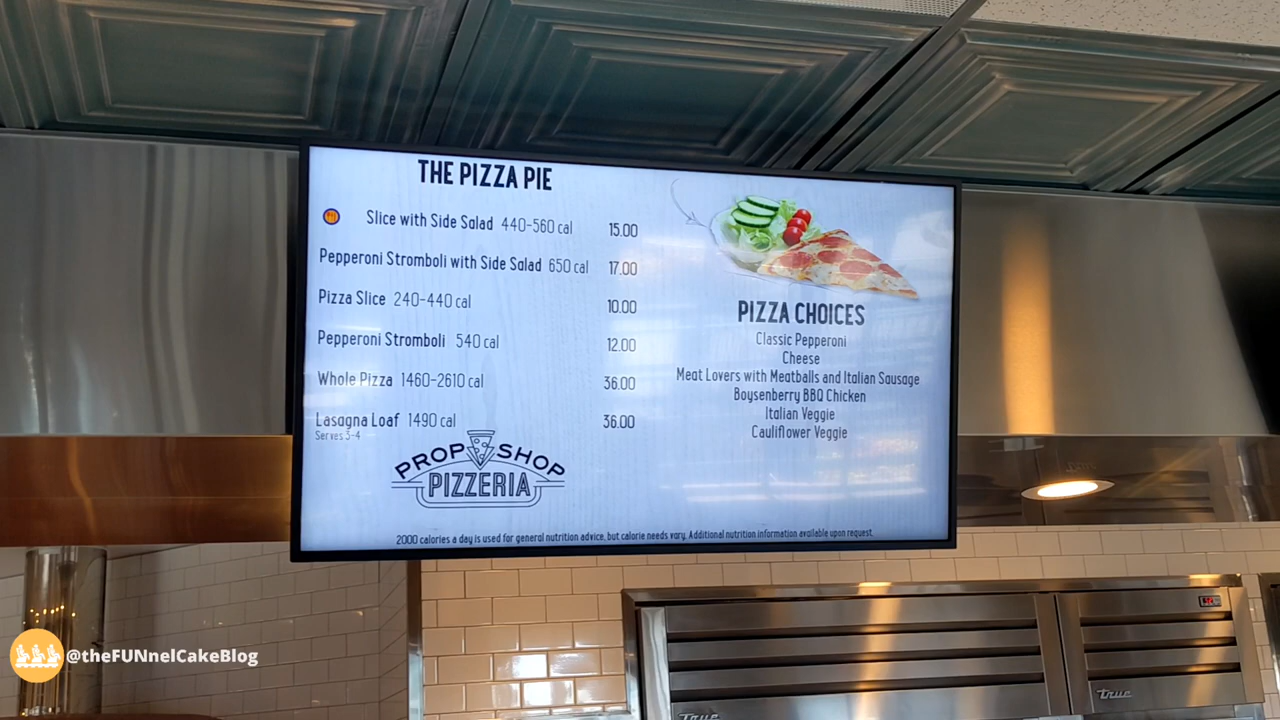 THE PIZZA PIE
Slice with Side Salad 440-560 cal 15.00
Pepperoni Stromboli with Side Salad 650 cal 17.00
Pizza Slice 240-440 cal 10.00
Pepperoni Stromboli 540 cal 12.00
Whole Pizza 1460-2610 cal 36.00
Lasagna Loaf 1490 cal 36.00
Serves 3-4
PROP SHOP
PIZZERIA
PIZZA CHOICES
Classic Pepperoni
Cheese
Meat Lovers with Meatballs and Italian Sausage
Boysenberry BBQ Chicken
Italian Veggie
Cauliflower Veggie
2000 calories a day is used for general nutrition advice, but calorie needs vary. Additional nutrition information available upon request.
@theFUNnelCakeBlog
true
true